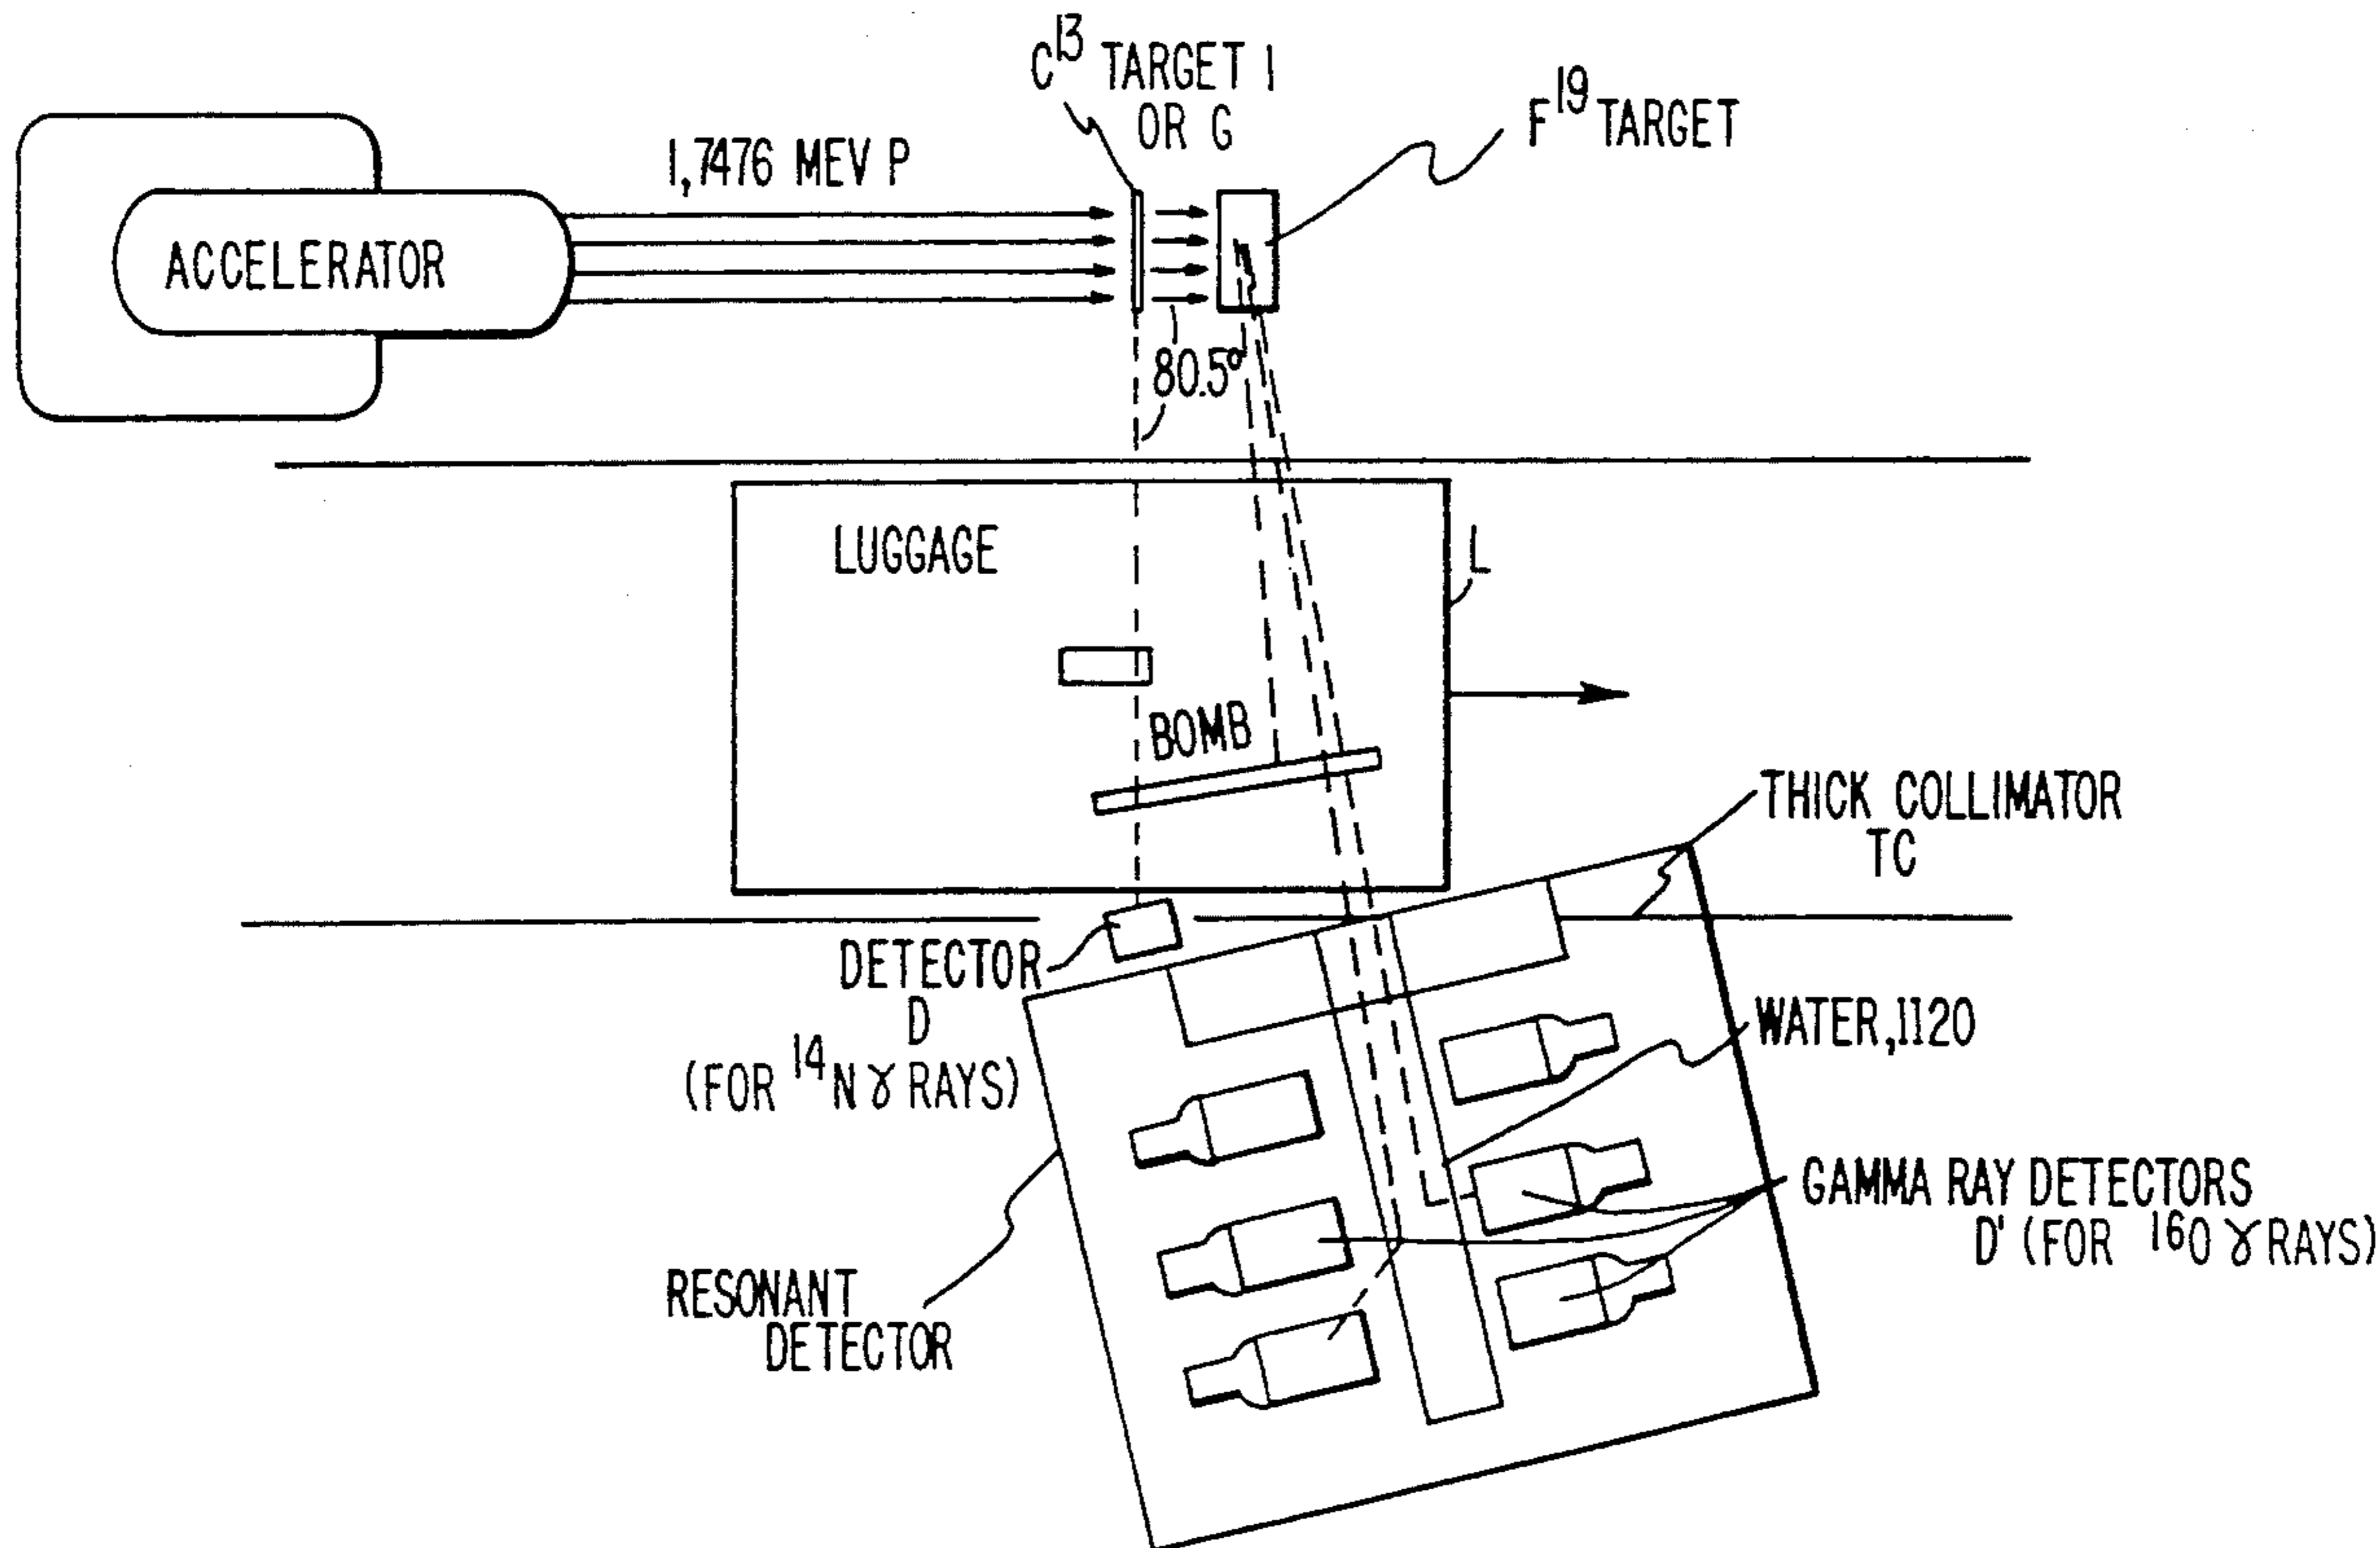 C13 TARGET I
OR G
F19 TARGET
1,7476 MEV P
ACCELERATOR
80.5°
LUGGAGE
L
BOMB
THICK COLLIMATOR
TC
DETECTOR
D
(FOR 14N γ RAYS)
WATER,1120
GAMMA RAY DETECTORS
D' (FOR 16O γ RAYS)
RESONANT
DETECTOR